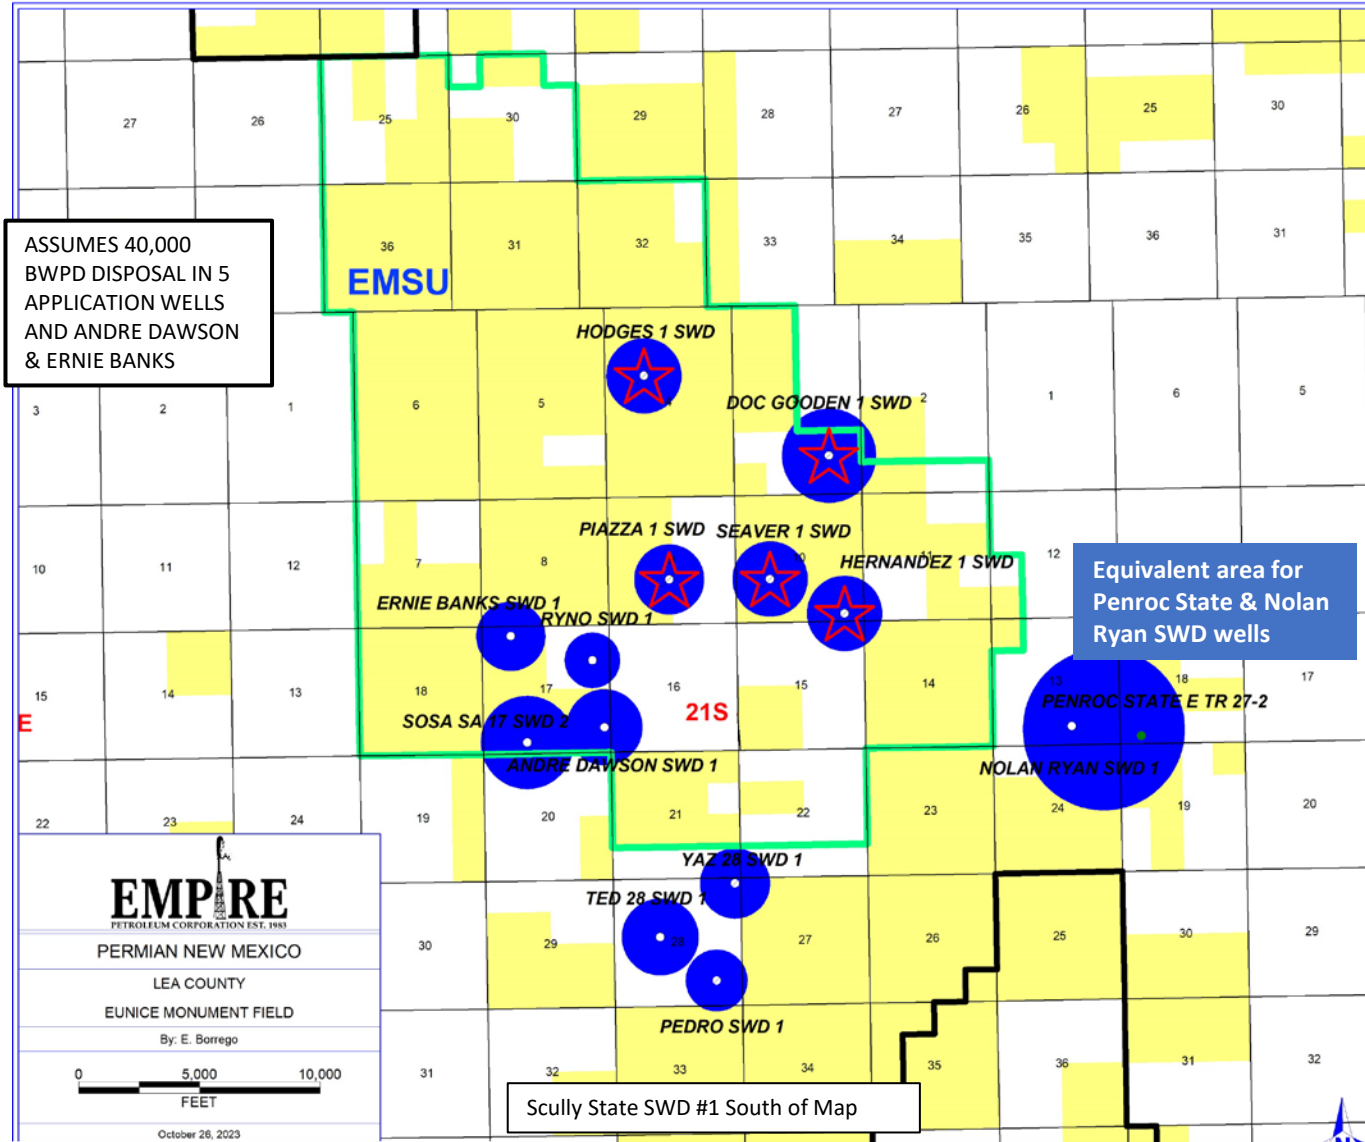 27
26
25
30
29
28
27
26
25
30
36
31
32
33
34
35
36
31
EMSU
ASSUMES 40,000
BWPD DISPOSAL IN 5
APPLICATION WELLS
AND ANDRE DAWSON
& ERNIE BANKS
HODGES 1 SWD
DOC GOODEN 1 SWD
3
2
1
6
5
4
2
1
6
5
PIAZZA 1 SWD
SEAVER 1 SWD
HERNANDEZ 1 SWD
10
11
12
7
8
10
11
12
Equivalent area for
Penroc State & Nolan
Ryan SWD wells
ERNIE BANKS SWD 1
RYNO SWD 1
15
14
13
18
17
16
15
14
13
18
17
E
21S
SOSA SA 17 SWD 2
PENROC STATE E TR 27-2
ANDRE DAWSON SWD 1
NOLAN RYAN SWD 1
22
23
24
19
20
21
22
23
24
19
20
YAZ 28 SWD 1
TED 28 SWD 1
30
29
28
27
26
25
30
29
PEDRO SWD 1
31
32
33
34
35
36
31
32
EMPIRE
PETROLEUM CORPORATION EST. 1983
PERMIAN NEW MEXICO
LEA COUNTY
EUNICE MONUMENT FIELD
By: E. Borrego
0 5,000 10,000
FEET
October 26, 2023
Scully State SWD #1 South of Map